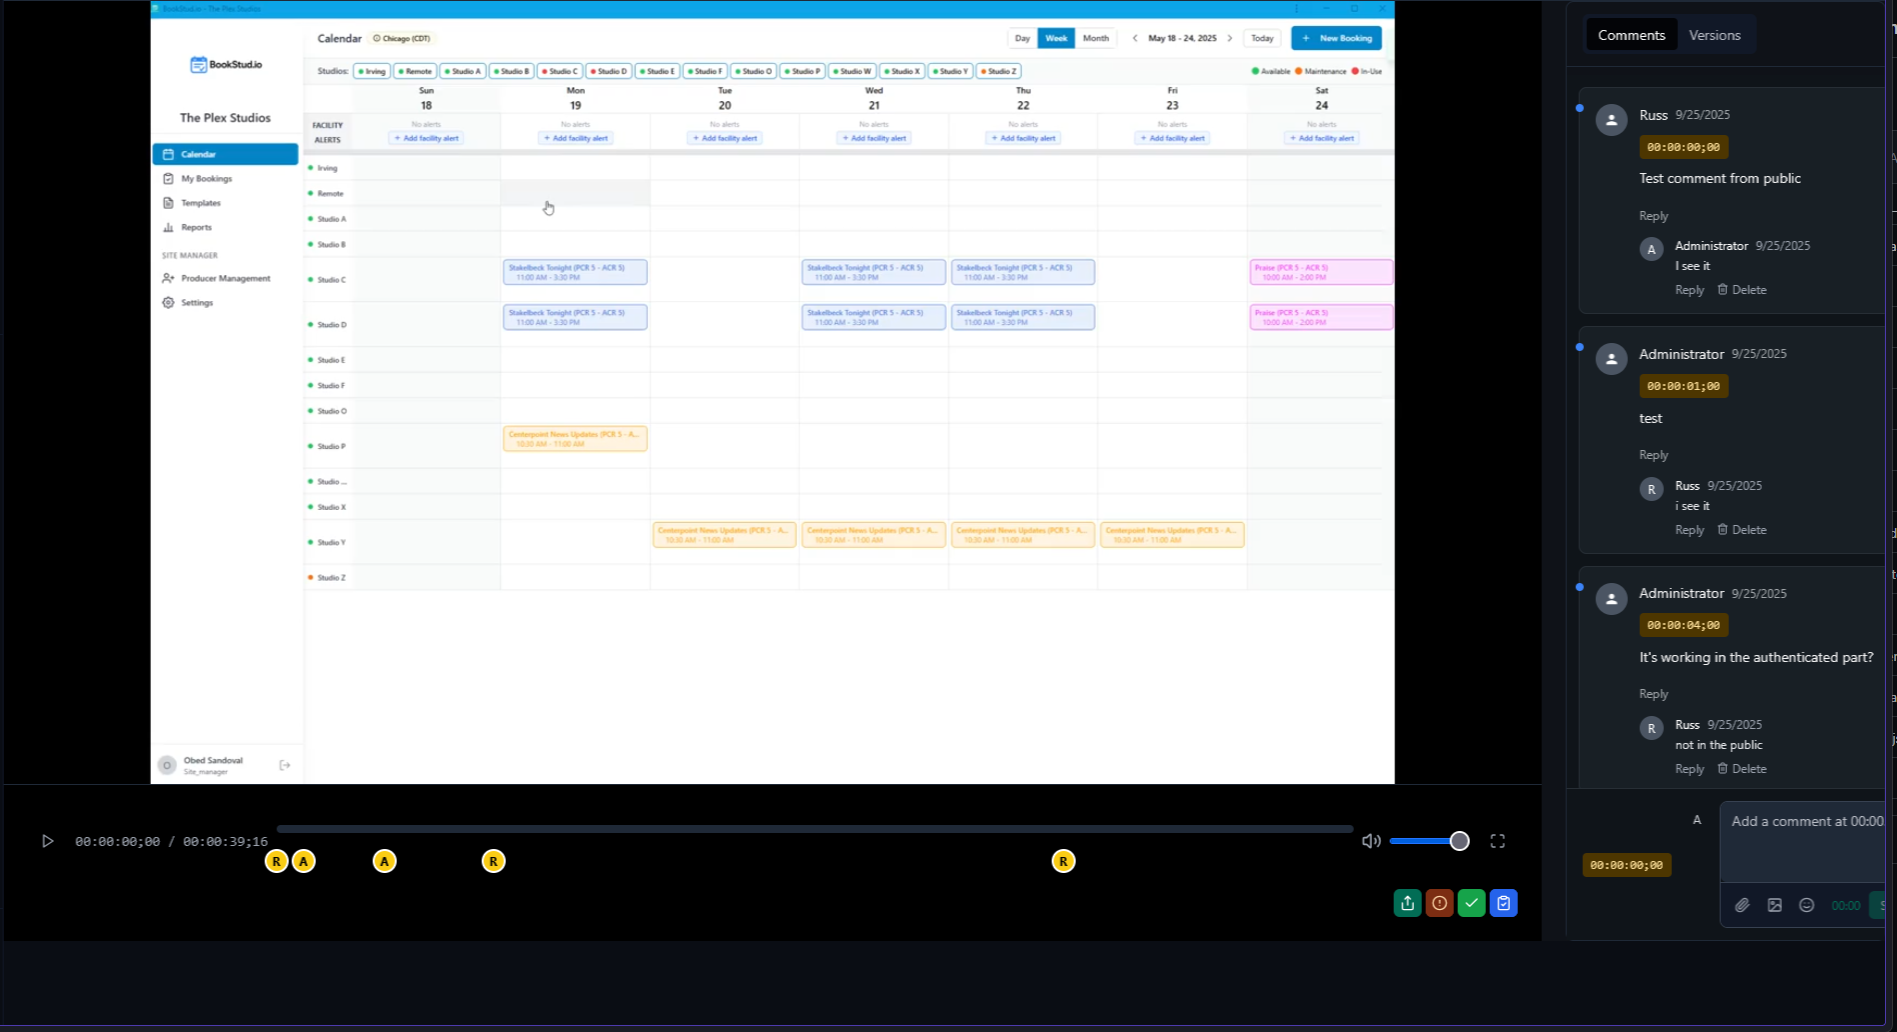 BookStud.io - The Plex Studios
BookStud.io
The Plex Studios
Calendar
My Bookings
Templates
Reports
SITE MANAGER
Producer Management
Settings
Obed Sandoval
Site_manager
Calendar Chicago (CDT)
Day Week Month May 18 - 24, 2025 Today + New Booking
Studios: Irving Remote Studio A Studio B Studio C Studio D Studio E Studio F Studio O Studio P Studio W Studio X Studio Y Studio Z Available Maintenance In-Use
Sun Mon Tue Wed Thu Fri Sat
18 19 20 21 22 23 24
FACILITY ALERTS
No alerts No alerts No alerts No alerts No alerts No alerts No alerts
+ Add facility alert + Add facility alert + Add facility alert + Add facility alert + Add facility alert + Add facility alert + Add facility alert
Irving
Remote
Studio A
Studio B
Studio C
Stakelbeck Tonight (PCR 5 - ACR 5) Stakelbeck Tonight (PCR 5 - ACR 5) Stakelbeck Tonight (PCR 5 - ACR 5) Praise (PCR 5 - ACR 5)
11:00 AM - 3:30 PM 11:00 AM - 3:30 PM 11:00 AM - 3:30 PM 10:00 AM - 2:00 PM
Studio D
Stakelbeck Tonight (PCR 5 - ACR 5) Stakelbeck Tonight (PCR 5 - ACR 5) Stakelbeck Tonight (PCR 5 - ACR 5) Praise (PCR 5 - ACR 5)
11:00 AM - 3:30 PM 11:00 AM - 3:30 PM 11:00 AM - 3:30 PM 10:00 AM - 2:00 PM
Studio E
Studio F
Studio O
Studio P
Centerpoint News Updates (PCR 5 - A...
10:30 AM - 11:00 AM
Studio ...
Studio X
Studio Y
Centerpoint News Updates (PCR 5 - A... Centerpoint News Updates (PCR 5 - A... Centerpoint News Updates (PCR 5 - A... Centerpoint News Updates (PCR 5 - A...
10:30 AM - 11:00 AM 10:30 AM - 11:00 AM 10:30 AM - 11:00 AM 10:30 AM - 11:00 AM
Studio Z
00:00:00;00 / 00:00:39;16
R A A R R
Comments Versions
Russ 9/25/2025
00:00:00;00
Test comment from public
Reply
A Administrator 9/25/2025
I see it
Reply Delete
Administrator 9/25/2025
00:00:01;00
test
Reply
R Russ 9/25/2025
i see it
Reply Delete
Administrator 9/25/2025
00:00:04;00
It's working in the authenticated part?
Reply
R Russ 9/25/2025
not in the public
Reply Delete
A
Add a comment at 00:00
00:00:00;00
00:00 S